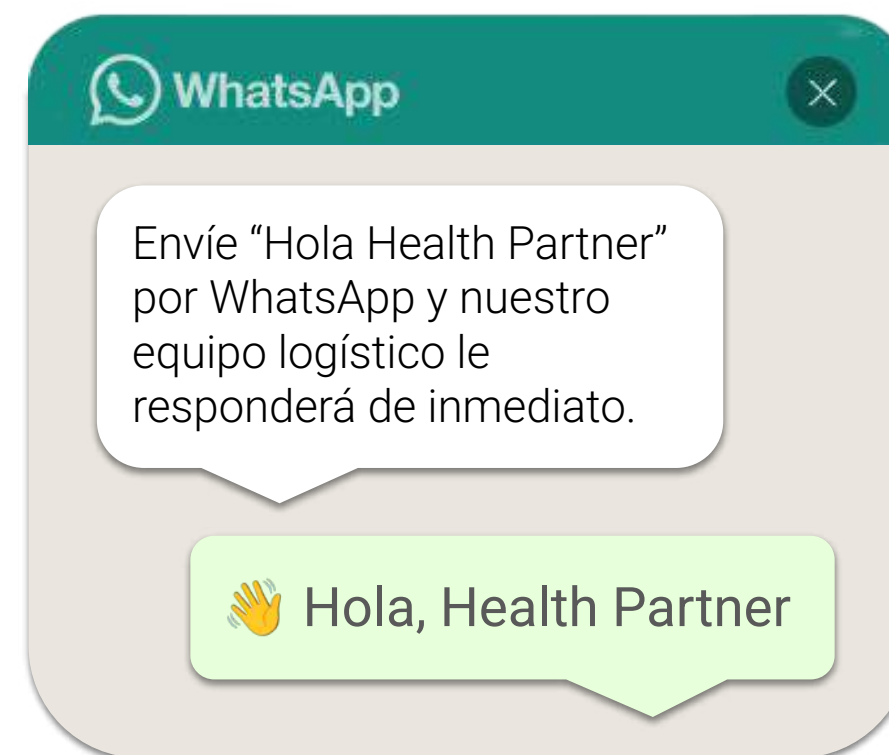 WhatsApp
Envíe “Hola Health Partner”
por WhatsApp y nuestro
equipo logístico le
responderá de inmediato.
👋 Hola, Health Partner